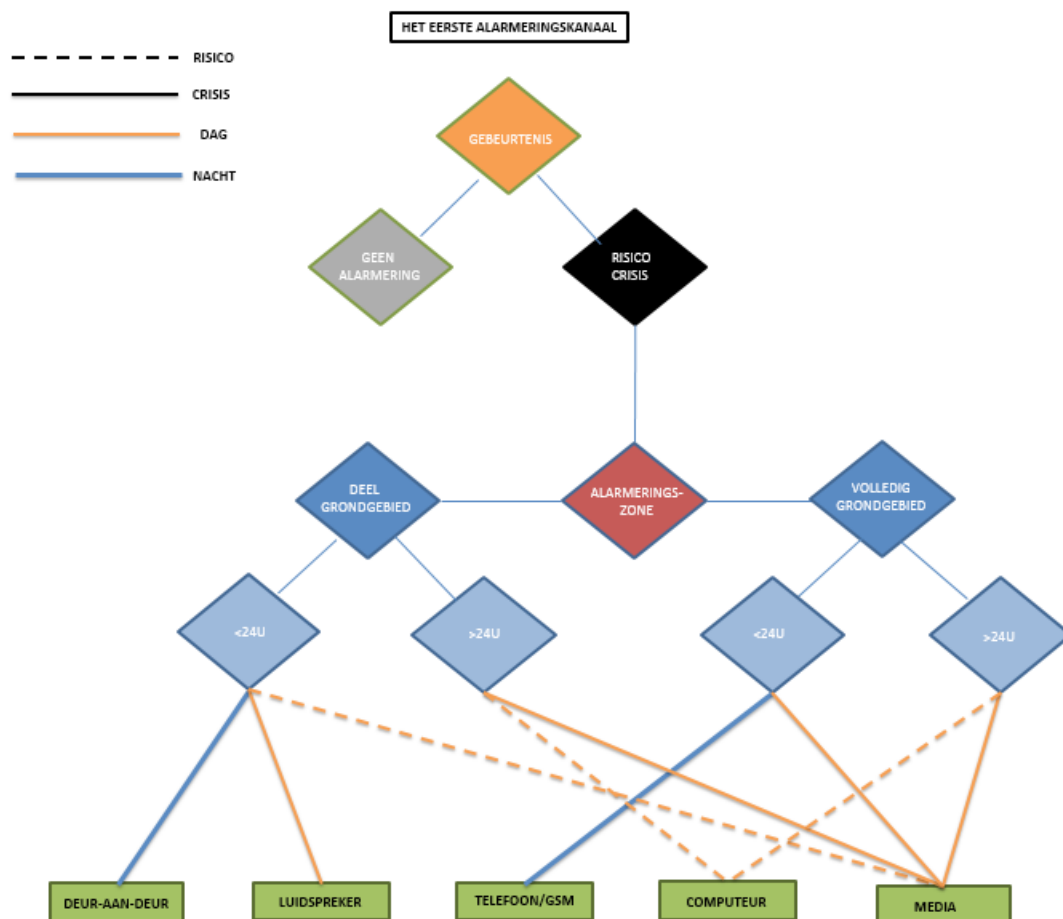 HET EERSTE ALARMERINGSKANAAL
RISICO
CRISIS
DAG
NACHT
GEBEURTENIS
GEEN
ALARMERING
RISICO
CRISIS
DEEL
GRONDGEBIED
ALARMERINGS-
ZONE
VOLLEDIG
GRONDGEBIED
<24U
>24U
<24U
>24U
DEUR-AAN-DEUR
LUIDSPREKER
TELEFOON/GSM
COMPUTEUR
MEDIA